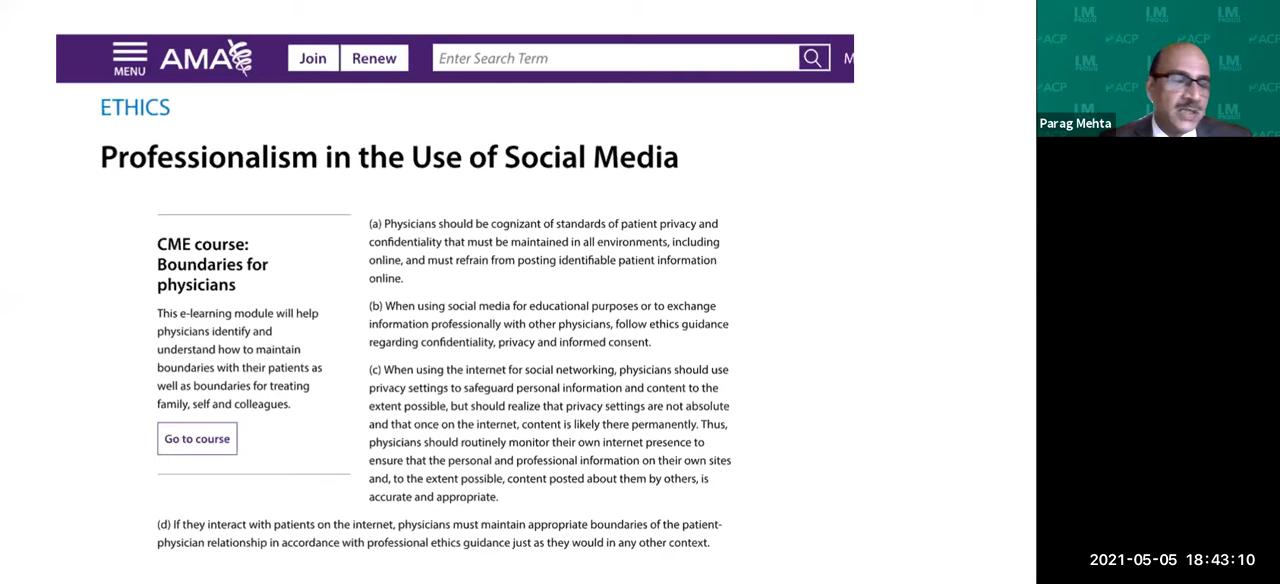 MENU
AMA
Join
Renew
Enter Search Term
M
ETHICS
Professionalism in the Use of Social Media
CME course:
Boundaries for
physicians
This e-learning module will help
physicians identify and
understand how to maintain
boundaries with their patients as
well as boundaries for treating
family, self and colleagues.
Go to course
(a) Physicians should be cognizant of standards of patient privacy and
confidentiality that must be maintained in all environments, including
online, and must refrain from posting identifiable patient information
online.
(b) When using social media for educational purposes or to exchange
information professionally with other physicians, follow ethics guidance
regarding confidentiality, privacy and informed consent.
(c) When using the internet for social networking, physicians should use
privacy settings to safeguard personal information and content to the
extent possible, but should realize that privacy settings are not absolute
and that once on the internet, content is likely there permanently. Thus,
physicians should routinely monitor their own internet presence to
ensure that the personal and professional information on their own sites
and, to the extent possible, content posted about them by others, is
accurate and appropriate.
(d) If they interact with patients on the internet, physicians must maintain appropriate boundaries of the patient-
physician relationship in accordance with professional ethics guidance just as they would in any other context.
I.M. PROUD
ACP
Parag Mehta
2021-05-05 18:43:10